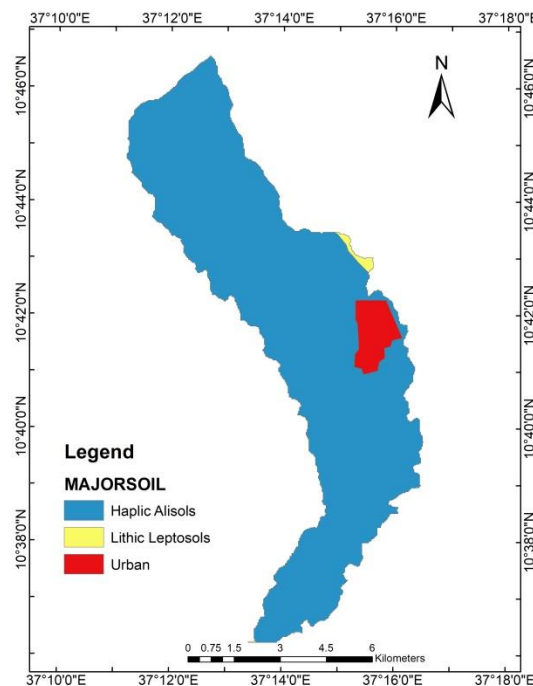 37°10'0"E 37°12'0"E 37°14'0"E 37°16'0"E 37°18'0"E
N
10°46'0"N 10°46'0"N
10°44'0"N 10°44'0"N
10°42'0"N 10°42'0"N
10°40'0"N 10°40'0"N
10°38'0"N 10°38'0"N
Legend
MAJORSOIL
Haplic Alisols
Lithic Leptosols
Urban
0 0.75 1.5 3 4.5 6
Kilometers
37°10'0"E 37°12'0"E 37°14'0"E 37°16'0"E 37°18'0"E